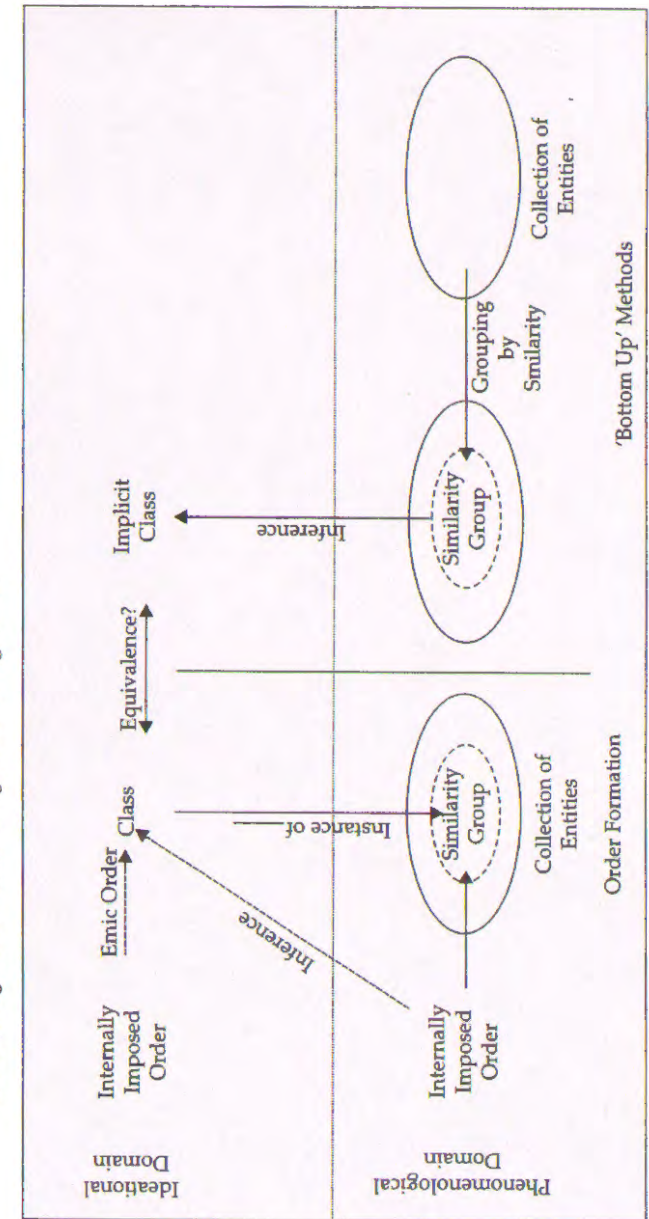 Ideational
Domain
Internally
Imposed
Order
Emic Order
Class
Equivalence?
Implicit
Class
Inference
Instance of
Inference
Phenomenological
Domain
Internally
Imposed
Order
Similarity
Group
Collection of
Entities
Similarity
Group
Grouping
by
Smilarity
Collection of
Entities
Order Formation
'Bottom Up' Methods